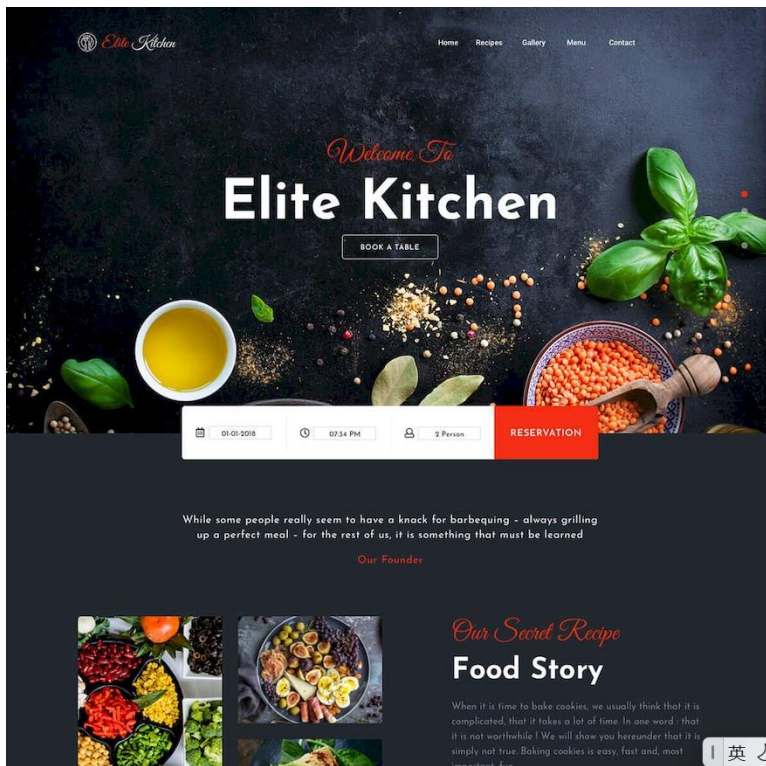 Elite Kitchen
Home Recipes Gallery Menu Contact
Welcome To
Elite Kitchen
BOOK A TABLE
01-01-2018 07:34 PM 2 Person RESERVATION
While some people really seem to have a knack for barbequing – always grilling
up a perfect meal – for the rest of us, it is something that must be learned
Our Founder
Our Secret Recipe
Food Story
When it is time to bake cookies, we usually think that it is
complicated, that it takes a lot of time. In one word : that
it is not worthwhile ! We will show you hereunder that it is
simply not true. Baking cookies is easy, fast and, most
important, fun.
英